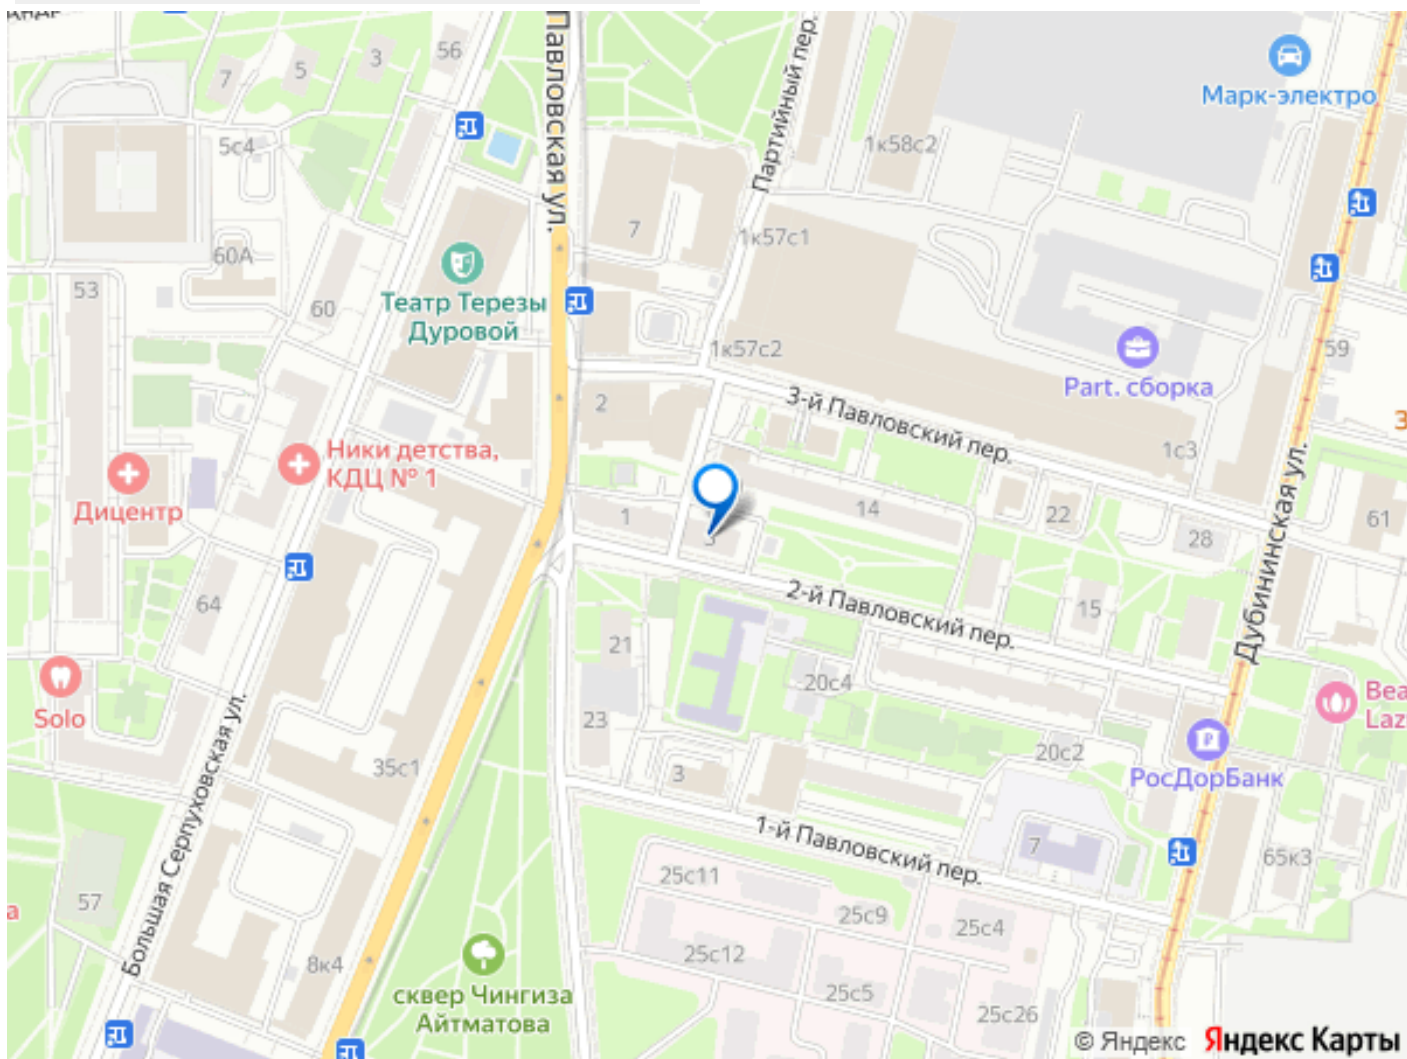 56
3
5
7
Павловская ул.
Партийный пер.
Марк-электро
5с4
1к58с2
7
1к57с1
60А
53
60
Театр Терезы
Дуровой
1к57с2
59
Part. сборка
2
3-й Павловский пер.
1с3
Ники детства,
КДЦ № 1
Дицентр
1
14
22
28
61
Дубининская ул.
64
2-й Павловский пер.
15
21
20с4
Solo
23
Bea
Laz
35с1
3
20с2
РосДорБанк
Большая Серпуховская ул.
1-й Павловский пер.
7
65к3
57
25с11
25с9
25с4
25с12
8к4
сквер Чингиза
Айтматова
25с5
25с26
© Яндекс Яндекс Карты